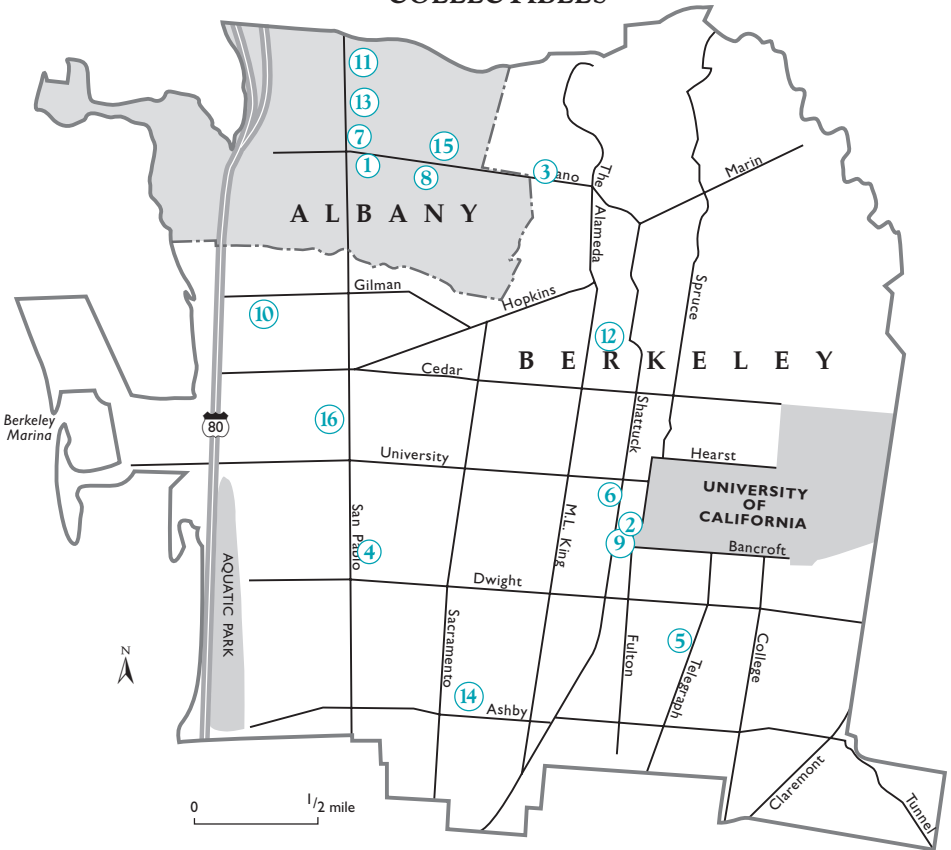 COLLECTIBLES
11
13
7
15
1
8
3
ano
The Alameda
Marin
ALBANY
Gilman
Hopkins
Spruce
10
12
BERKELEY
Cedar
Shattuck
Berkeley
Marina
80
16
University
Hearst
UNIVERSITY
OF
CALIFORNIA
6
2
9
San Pablo
4
M.L. King
Bancroft
AQUATIC PARK
Dwight
Sacramento
Fulton
5
Telegraph
College
N
14
Ashby
Claremont
Tunnel
0
1/2 mile